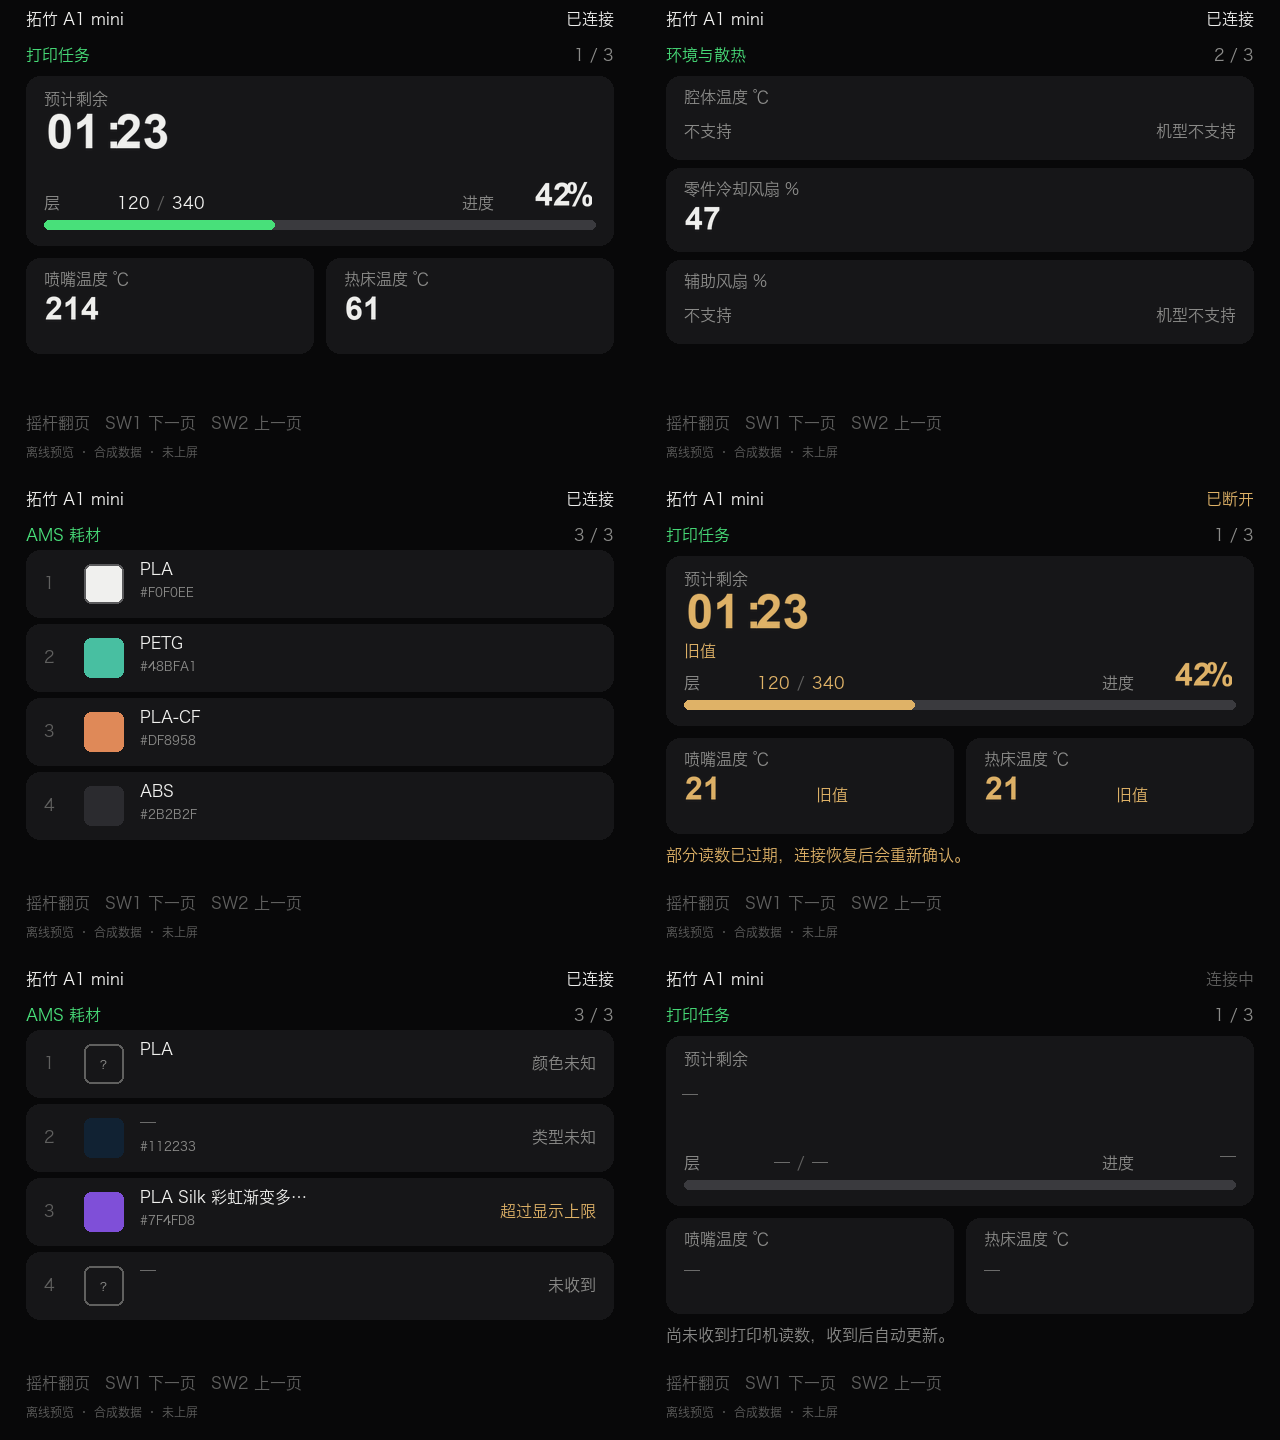 拓竹 A1 mini 已连接
打印任务 1 / 3
预计剩余
01:23
层 120 / 340 进度 42%
喷嘴温度 ℃ 热床温度 ℃
214 61
摇杆翻页 SW1 下一页 SW2 上一页
离线预览 · 合成数据 · 未上屏
拓竹 A1 mini 已连接
环境与散热 2 / 3
腔体温度 ℃
不支持 机型不支持
零件冷却风扇 %
47
辅助风扇 %
不支持 机型不支持
摇杆翻页 SW1 下一页 SW2 上一页
离线预览 · 合成数据 · 未上屏
拓竹 A1 mini 已连接
AMS 耗材 3 / 3
1 PLA
#F0F0EE
2 PETG
#48BFA1
3 PLA-CF
#DF8958
4 ABS
#2B2B2F
摇杆翻页 SW1 下一页 SW2 上一页
离线预览 · 合成数据 · 未上屏
拓竹 A1 mini 已断开
打印任务 1 / 3
预计剩余
01:23
旧值
层 120 / 340 进度 42%
喷嘴温度 ℃ 热床温度 ℃
21 旧值 21 旧值
部分读数已过期，连接恢复后会重新确认。
摇杆翻页 SW1 下一页 SW2 上一页
离线预览 · 合成数据 · 未上屏
拓竹 A1 mini 已连接
AMS 耗材 3 / 3
1 ? PLA 颜色未知
2 — 类型未知
#112233
3 PLA Silk 彩虹渐变多… 超过显示上限
#7F4FD8
4 ? — 未收到
摇杆翻页 SW1 下一页 SW2 上一页
离线预览 · 合成数据 · 未上屏
拓竹 A1 mini 连接中
打印任务 1 / 3
预计剩余
—
层 — / — 进度 —
喷嘴温度 ℃ 热床温度 ℃
— —
尚未收到打印机读数，收到后自动更新。
摇杆翻页 SW1 下一页 SW2 上一页
离线预览 · 合成数据 · 未上屏